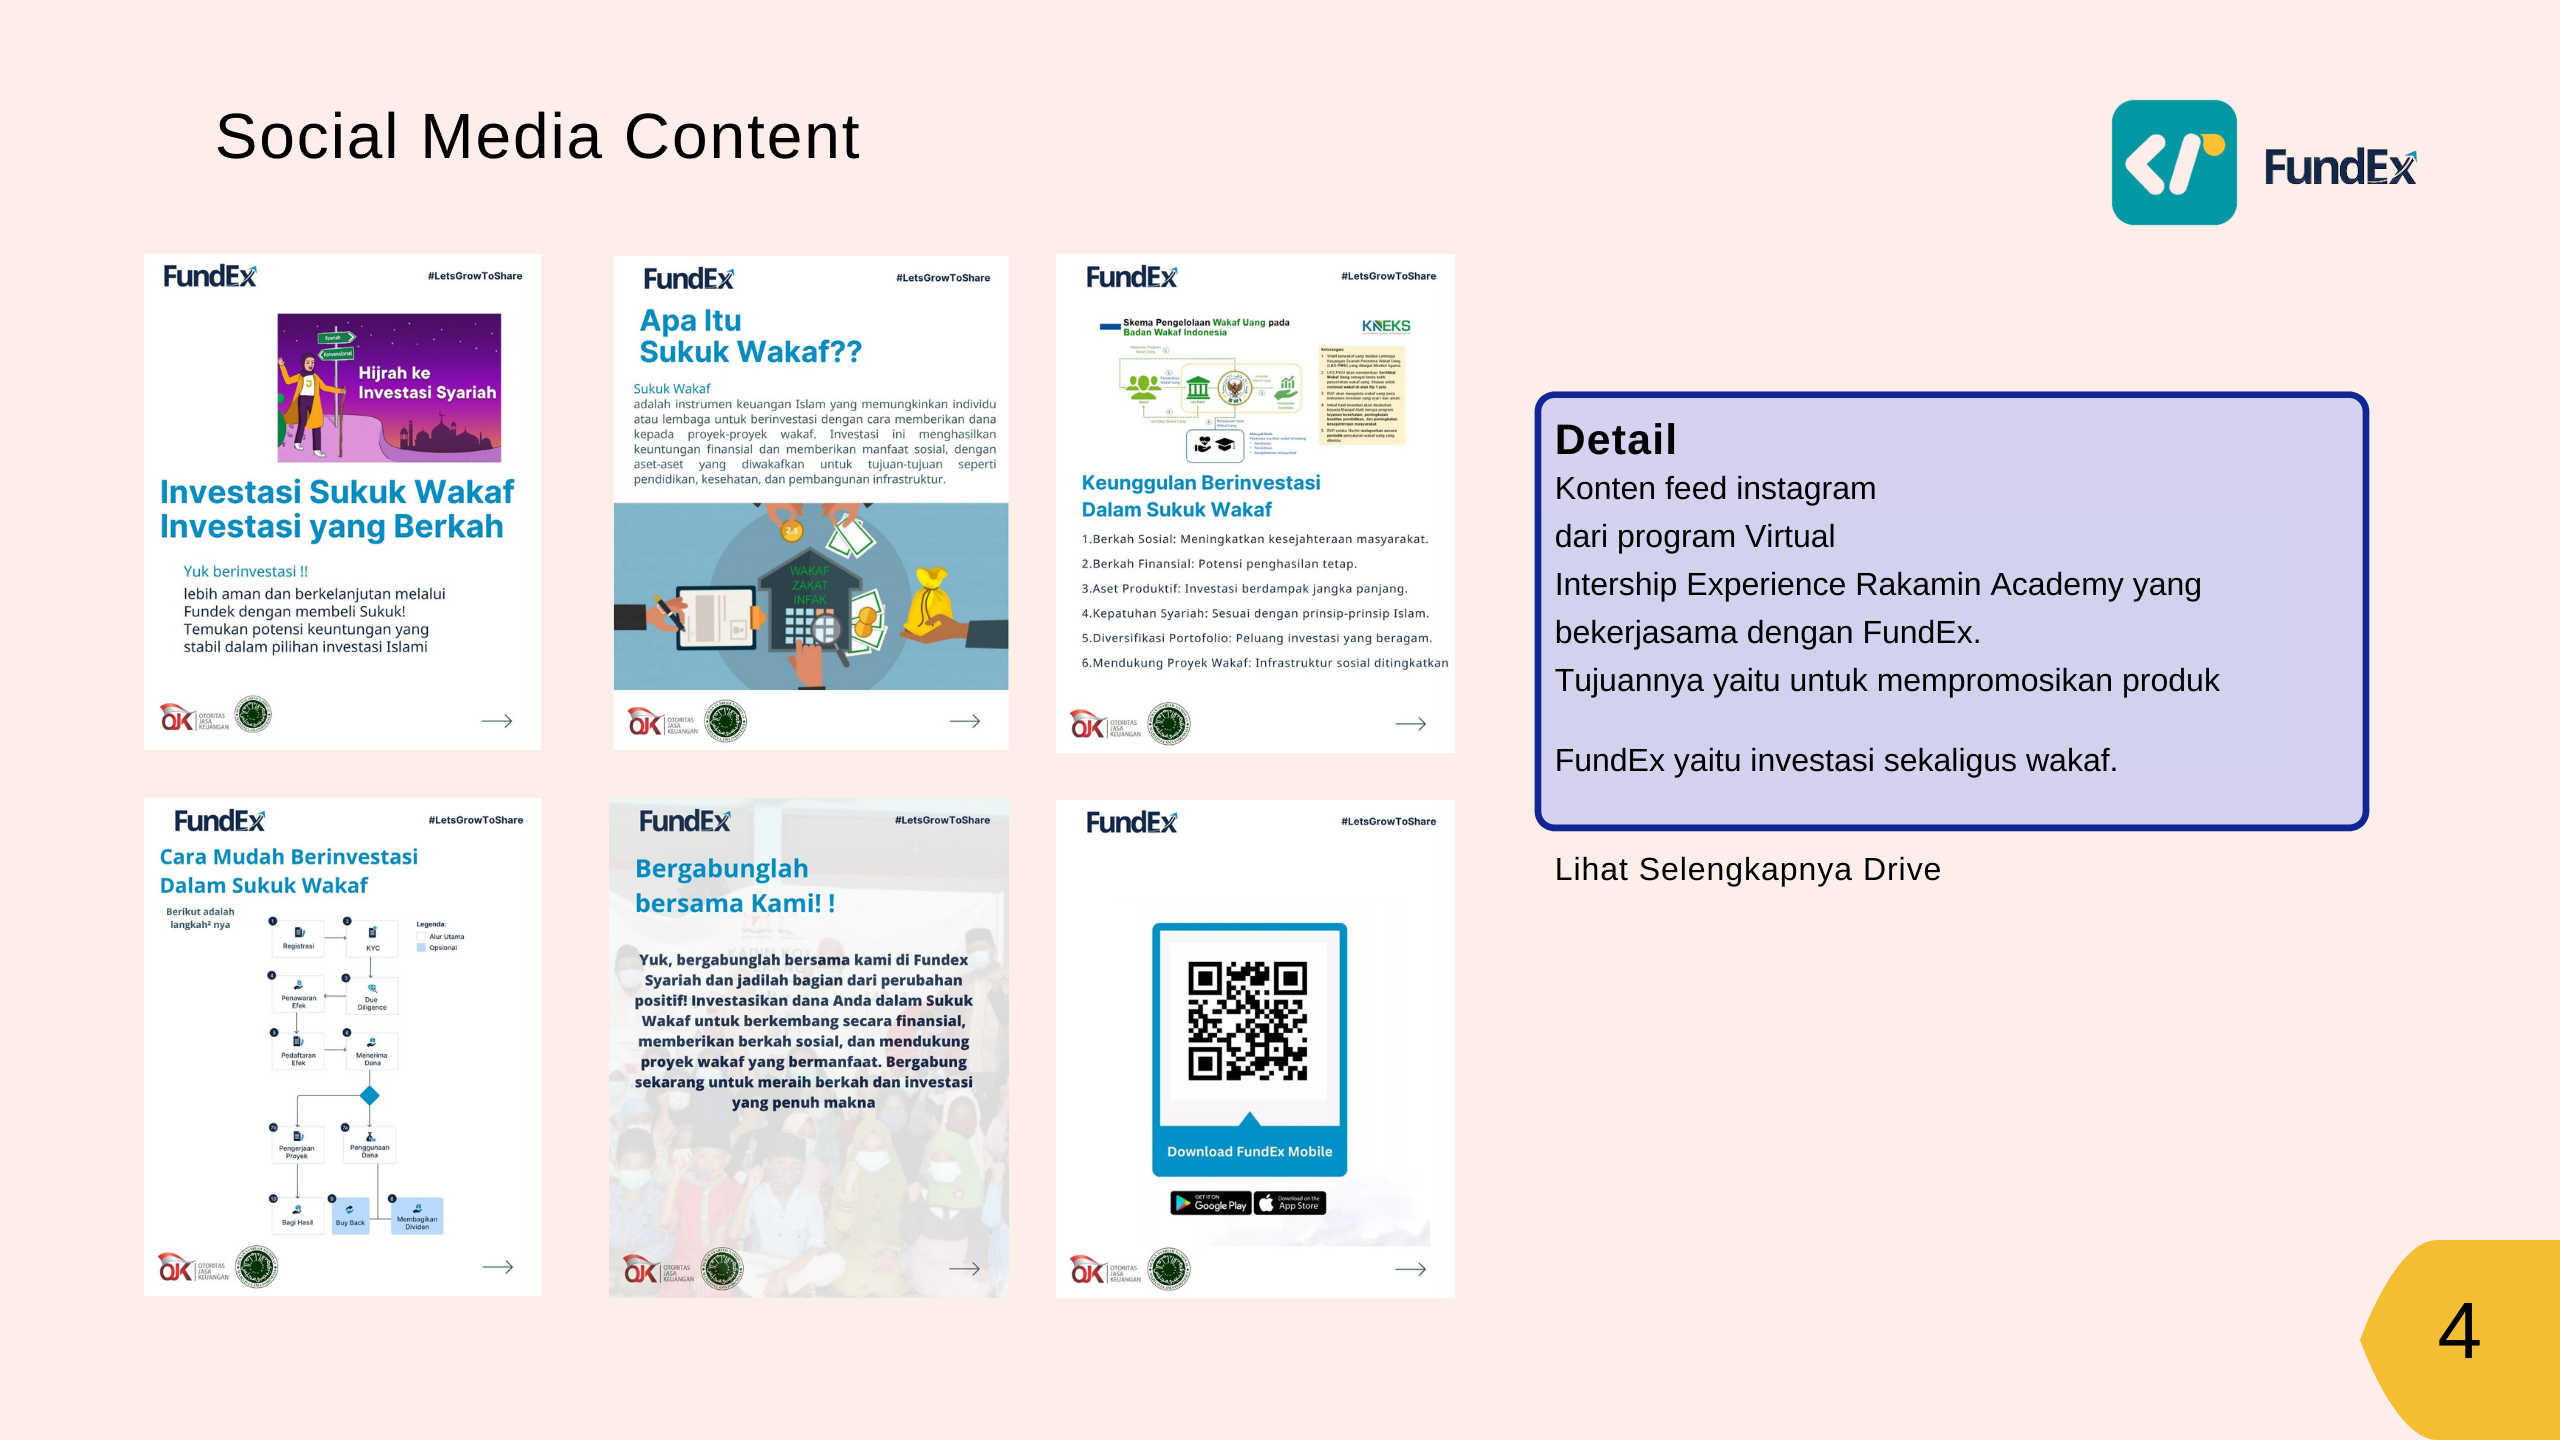 Social Media Content
FundEx
FundEx
#LetsGrowToShare
Syariah
Konvensional
Hijrah ke
Investasi Syariah
Investasi Sukuk Wakaf
Investasi yang Berkah
Yuk berinvestasi !!
lebih aman dan berkelanjutan melalui
Fundek dengan membeli Sukuk!
Temukan potensi keuntungan yang
stabil dalam pilihan investasi Islami
OJK OTORITAS
JASA
KEUANGAN
FundEx
#LetsGrowToShare
Apa Itu
Sukuk Wakaf??
Sukuk Wakaf
adalah instrumen keuangan Islam yang memungkinkan individu
atau lembaga untuk berinvestasi dengan cara memberikan dana
kepada proyek-proyek wakaf. Investasi ini menghasilkan
keuntungan finansial dan memberikan manfaat sosial, dengan
aset-aset yang diwakafkan untuk tujuan-tujuan seperti
pendidikan, kesehatan, dan pembangunan infrastruktur.
2.5
WAKAF
ZAKAT
INFAK
OJK OTORITAS
JASA
KEUANGAN
FundEx
#LetsGrowToShare
Skema Pengelolaan Wakaf Uang pada
Badan Wakaf Indonesia
KNEKS
BWI
Keunggulan Berinvestasi
Dalam Sukuk Wakaf
1.Berkah Sosial: Meningkatkan kesejahteraan masyarakat.
2.Berkah Finansial: Potensi penghasilan tetap.
3.Aset Produktif: Investasi berdampak jangka panjang.
4.Kepatuhan Syariah: Sesuai dengan prinsip-prinsip Islam.
5.Diversifikasi Portofolio: Peluang investasi yang beragam.
6.Mendukung Proyek Wakaf: Infrastruktur sosial ditingkatkan
OJK OTORITAS
JASA
KEUANGAN
FundEx
#LetsGrowToShare
Cara Mudah Berinvestasi
Dalam Sukuk Wakaf
Berikut adalah
langkah² nya
Registrasi
KYC
Legenda:
Alur Utama
Opsional
Penawaran
Efek
Due
Diligence
Pedaftaran
Efek
Menerima
Dana
Pengerjaan
Proyek
Penggunaan
Dana
Bagi Hasil
Buy Back
Membagikan
Dividen
OJK OTORITAS
JASA
KEUANGAN
FundEx
#LetsGrowToShare
Bergabunglah
bersama Kami! !
Yuk, bergabunglah bersama kami di Fundex
Syariah dan jadilah bagian dari perubahan
positif! Investasikan dana Anda dalam Sukuk
Wakaf untuk berkembang secara finansial,
memberikan berkah sosial, dan mendukung
proyek wakaf yang bermanfaat. Bergabung
sekarang untuk meraih berkah dan investasi
yang penuh makna
OJK OTORITAS
JASA
KEUANGAN
FundEx
#LetsGrowToShare
Download FundEx Mobile
GET IT ON
Google Play
Download on the
App Store
OJK OTORITAS
JASA
KEUANGAN
Detail
Konten feed instagram
dari program Virtual
Intership Experience Rakamin Academy yang
bekerjasama dengan FundEx.
Tujuannya yaitu untuk mempromosikan produk
FundEx yaitu investasi sekaligus wakaf.
Lihat Selengkapnya Drive
4